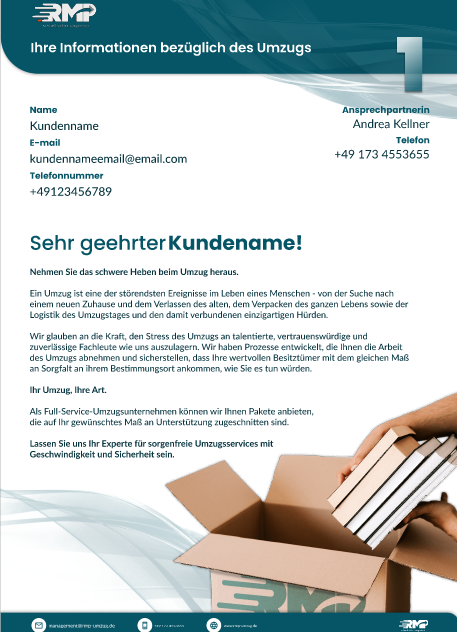 RMP
Ihre Informationen bezüglich des Umzugs
1
Name
Kundenname
E-mail
kundennameemail@email.com
Telefonnummer
+49123456789
Ansprechpartnerin
Andrea Kellner
Telefon
+49 173 4553655
Sehr geehrter Kundename!
Nehmen Sie das schwere Heben beim Umzug heraus.
Ein Umzug ist eine der störendsten Ereignisse im Leben eines Menschen - von der Suche nach
einem neuen Zuhause und dem Verlassen des alten, dem Verpacken des ganzen Lebens sowie der
Logistik des Umzugstages und den damit verbundenen einzigartigen Hürden.
Wir glauben an die Kraft, den Stress des Umzugs an talentierte, vertrauenswürdige und
zuverlässige Fachleute wie uns auszulagern. Wir haben Prozesse entwickelt, die Ihnen die Arbeit
des Umzugs abnehmen und sicherstellen, dass Ihre wertvollen Besitztümer mit dem gleichen Maß
an Sorgfalt an ihrem Bestimmungsort ankommen, wie Sie es tun würden.
Ihr Umzug, Ihre Art.
Als Full-Service-Umzugsunternehmen können wir Ihnen Pakete anbieten,
die auf Ihr gewünschtes Maß an Unterstützung zugeschnitten sind.
Lassen Sie uns Ihr Experte für sorgenfreie Umzugsservices mit
Geschwindigkeit und Sicherheit sein.
RMP
management@rmp-umzug.de
RMP